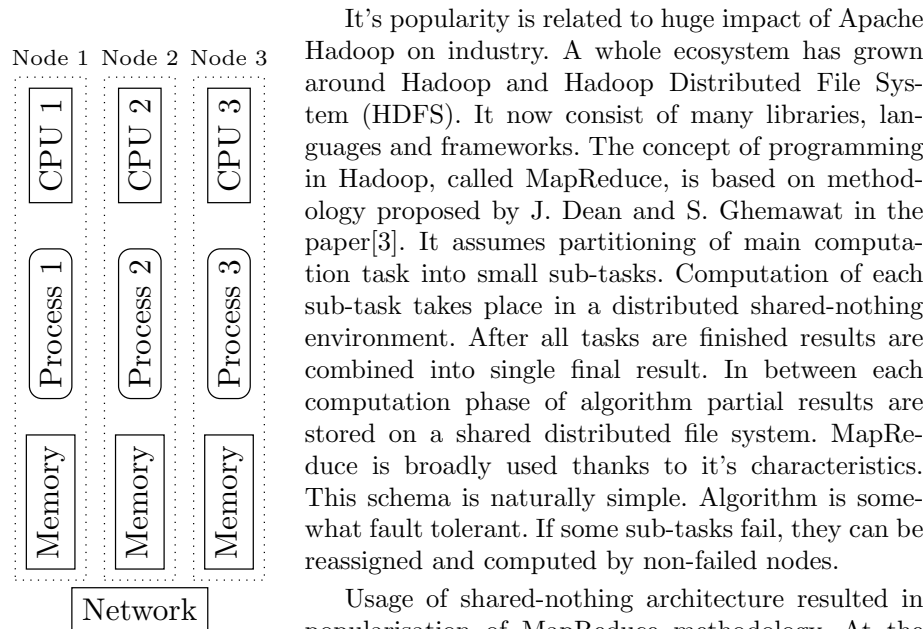 Node 1 Node 2 Node 3
CPU 1
CPU 2
CPU 3
Process 1
Process 2
Process 3
Memory
Memory
Memory
Network
It's popularity is related to huge impact of Apache
Hadoop on industry. A whole ecosystem has grown
around Hadoop and Hadoop Distributed File Sys-
tem (HDFS). It now consist of many libraries, lan-
guages and frameworks. The concept of programming
in Hadoop, called MapReduce, is based on method-
ology proposed by J. Dean and S. Ghemawat in the
paper[3]. It assumes partitioning of main computa-
tion task into small sub-tasks. Computation of each
sub-task takes place in a distributed shared-nothing
environment. After all tasks are finished results are
combined into single final result. In between each
computation phase of algorithm partial results are
stored on a shared distributed file system. MapRe-
duce is broadly used thanks to it's characteristics.
This schema is naturally simple. Algorithm is some-
what fault tolerant. If some sub-tasks fail, they can be
reassigned and computed by non-failed nodes.
Usage of shared-nothing architecture resulted in
popularisation of MapReduce methodology. At the